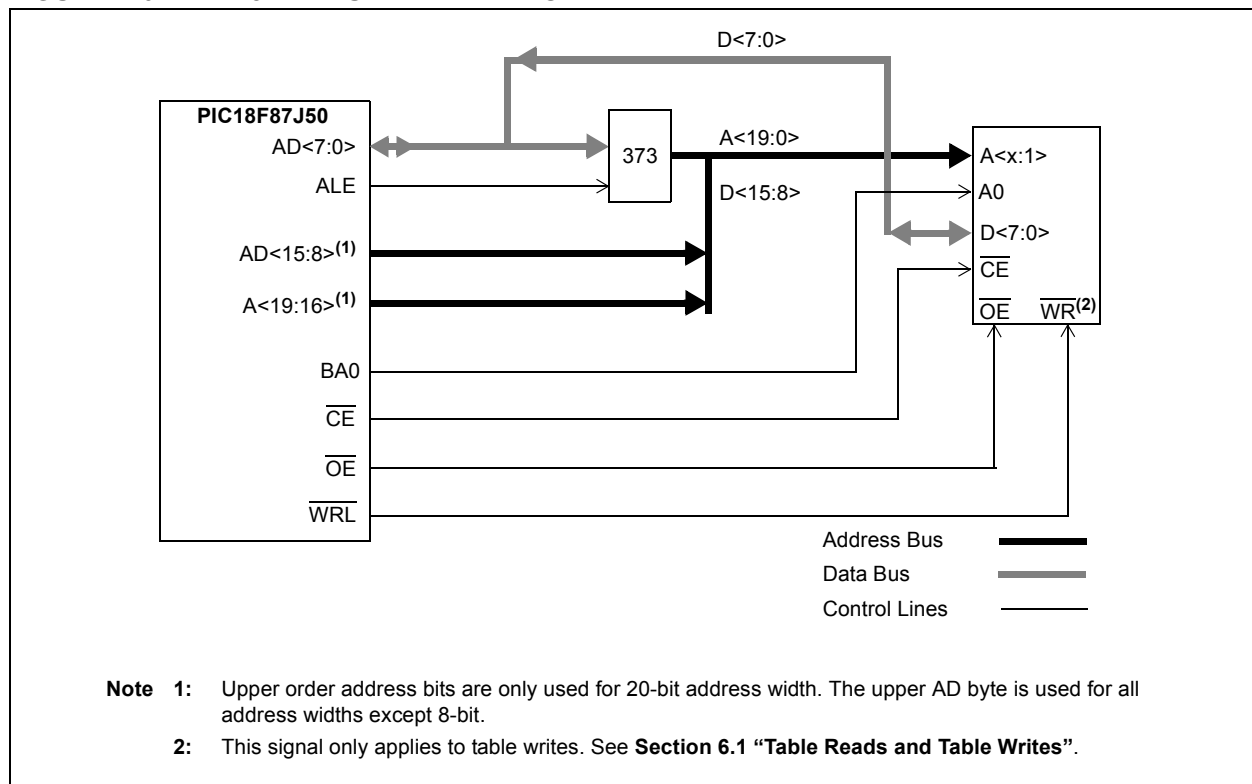 D<7:0>
PIC18F87J50
AD<7:0>
373
A<19:0>
A<x:1>
ALE
D<15:8>
A0
AD<15:8>(1)
D<7:0>
CE
A<19:16>(1)
OE WR(2)
BA0
CE
OE
WRL
Address Bus
Data Bus
Control Lines
Note 1: Upper order address bits are only used for 20-bit address width. The upper AD byte is used for all
address widths except 8-bit.
2: This signal only applies to table writes. See Section 6.1 “Table Reads and Table Writes”.